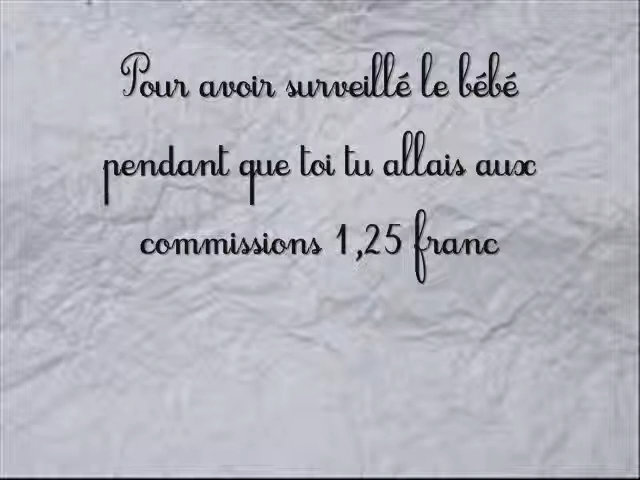 Pour avoir surveillé le bébé
pendant que toi tu allais aux
commissions 1,25 franc